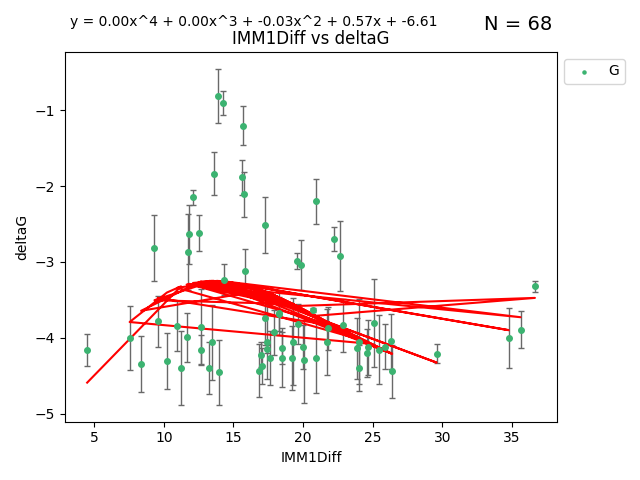 y = 0.00x^4 + 0.00x^3 + -0.03x^2 + 0.57x + -6.61
N = 68
IMM1Diff vs deltaG
G
deltaG
−1
−2
−3
−4
−5
5 10 15 20 25 30 35
IMM1Diff